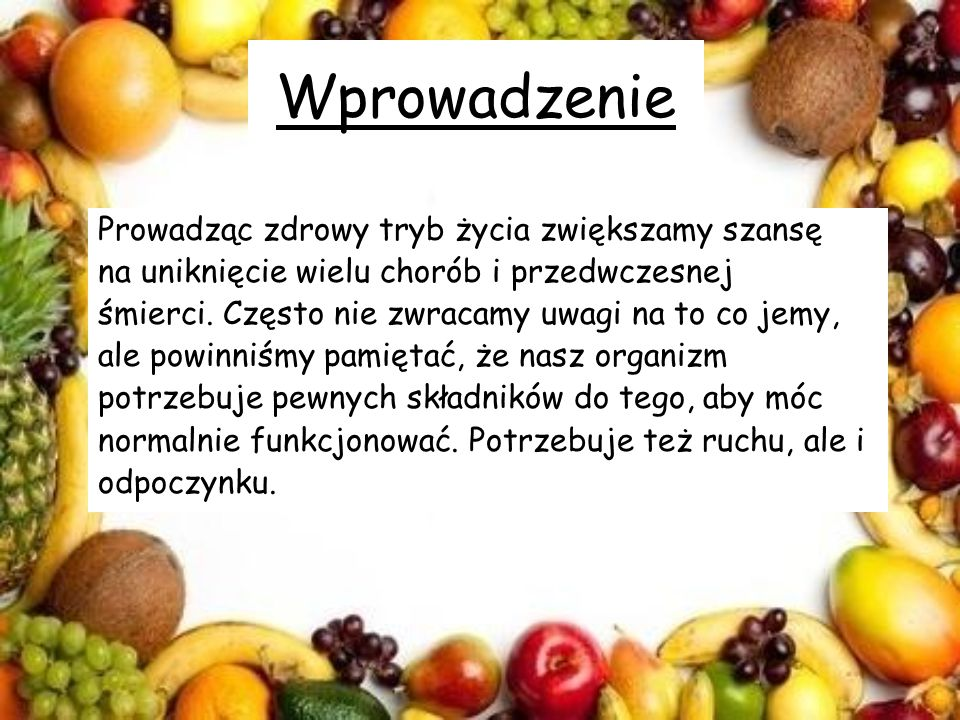 Wprowadzenie
Prowadząc zdrowy tryb życia zwiększamy szansę
na uniknięcie wielu chorób i przedwczesnej
śmierci. Często nie zwracamy uwagi na to co jemy,
ale powinniśmy pamiętać, że nasz organizm
potrzebuje pewnych składników do tego, aby móc
normalnie funkcjonować. Potrzebuje też ruchu, ale i
odpoczynku.